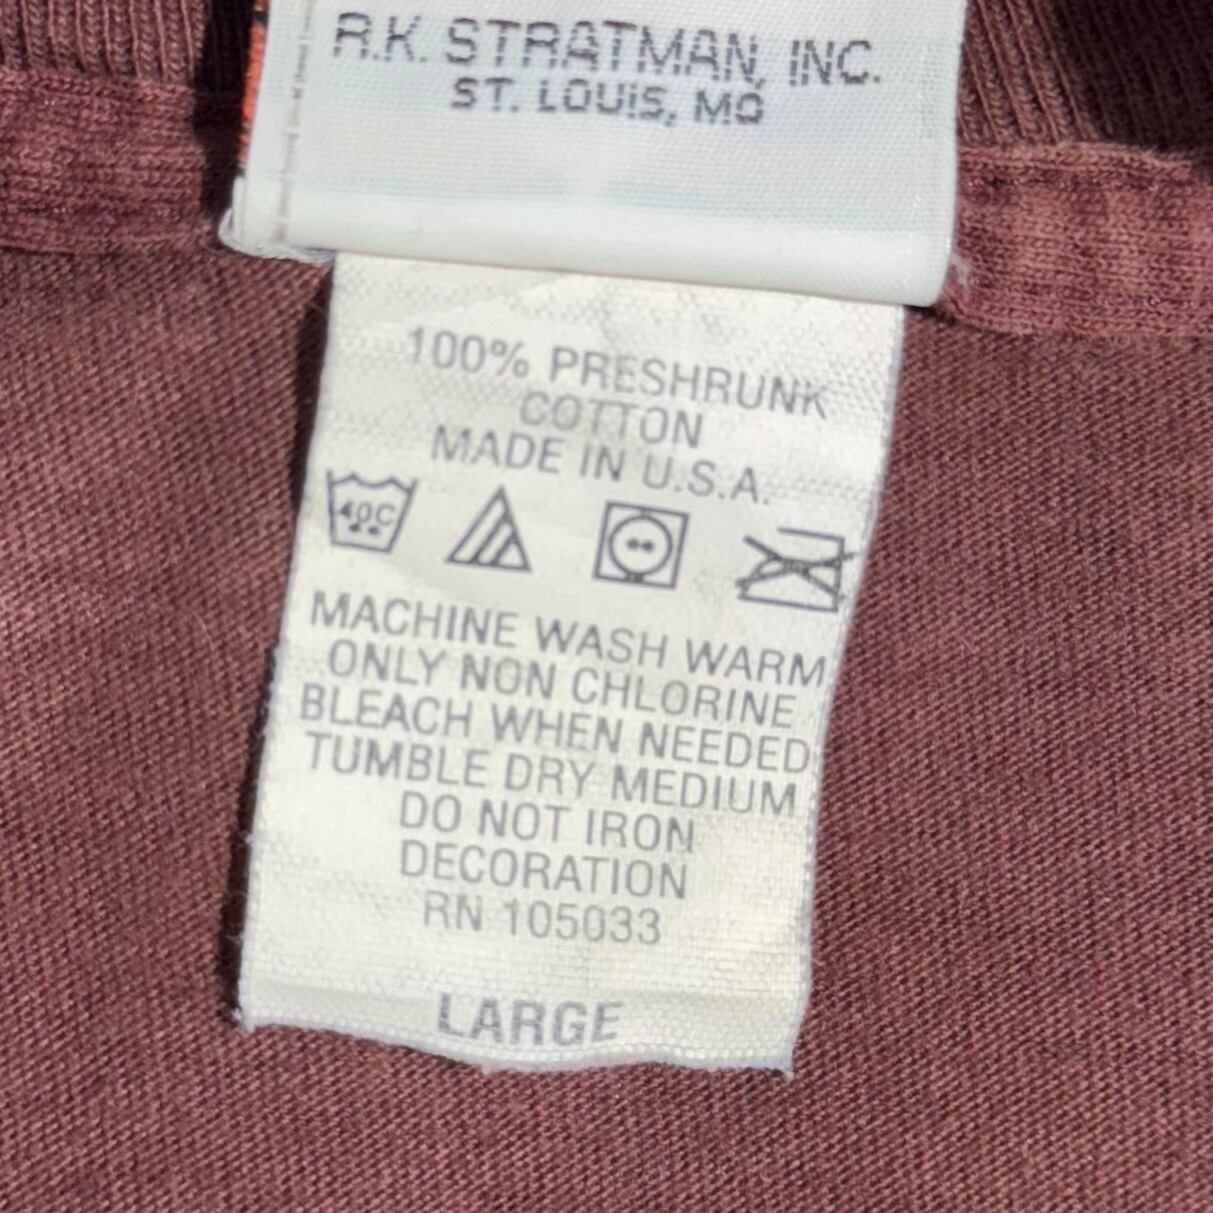 R.K. STRATMAN, INC.
ST. LOUIS, MO
100% PRESHRUNK
COTTON
MADE IN U.S.A.
40C
MACHINE WASH WARM
ONLY NON CHLORINE
BLEACH WHEN NEEDED
TUMBLE DRY MEDIUM
DO NOT IRON
DECORATION
RN 105033
LARGE